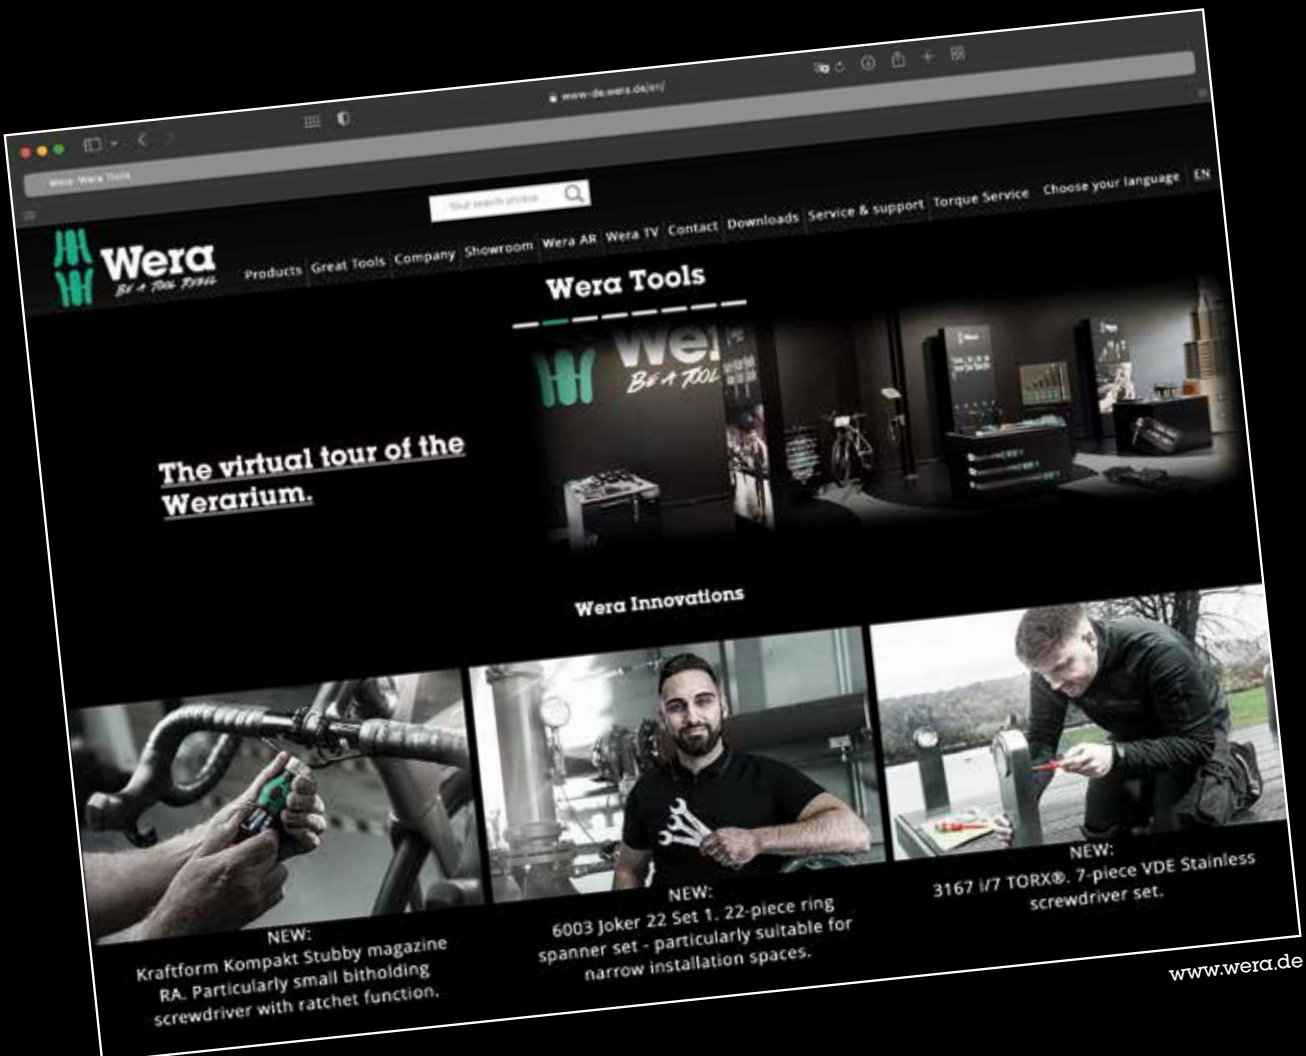 www-de.wera.de/en/
Wera: Wera Tools
Your search phrase
Wera
BE A TOOL REBEL
Products
Great Tools
Company
Showroom
Wera AR
Wera TV
Contact
Downloads
Service & support
Torque Service
Choose your language
EN
Wera Tools
We
BE A TOOL
The virtual tour of the
Werarium.
Wera Innovations
NEW:
Kraftform Kompakt Stubby magazine
RA. Particularly small bitholding
screwdriver with ratchet function.
NEW:
6003 Joker 22 Set 1. 22-piece ring
spanner set - particularly suitable for
narrow installation spaces.
NEW:
3167 i/7 TORX®. 7-piece VDE Stainless
screwdriver set.
www.wera.de